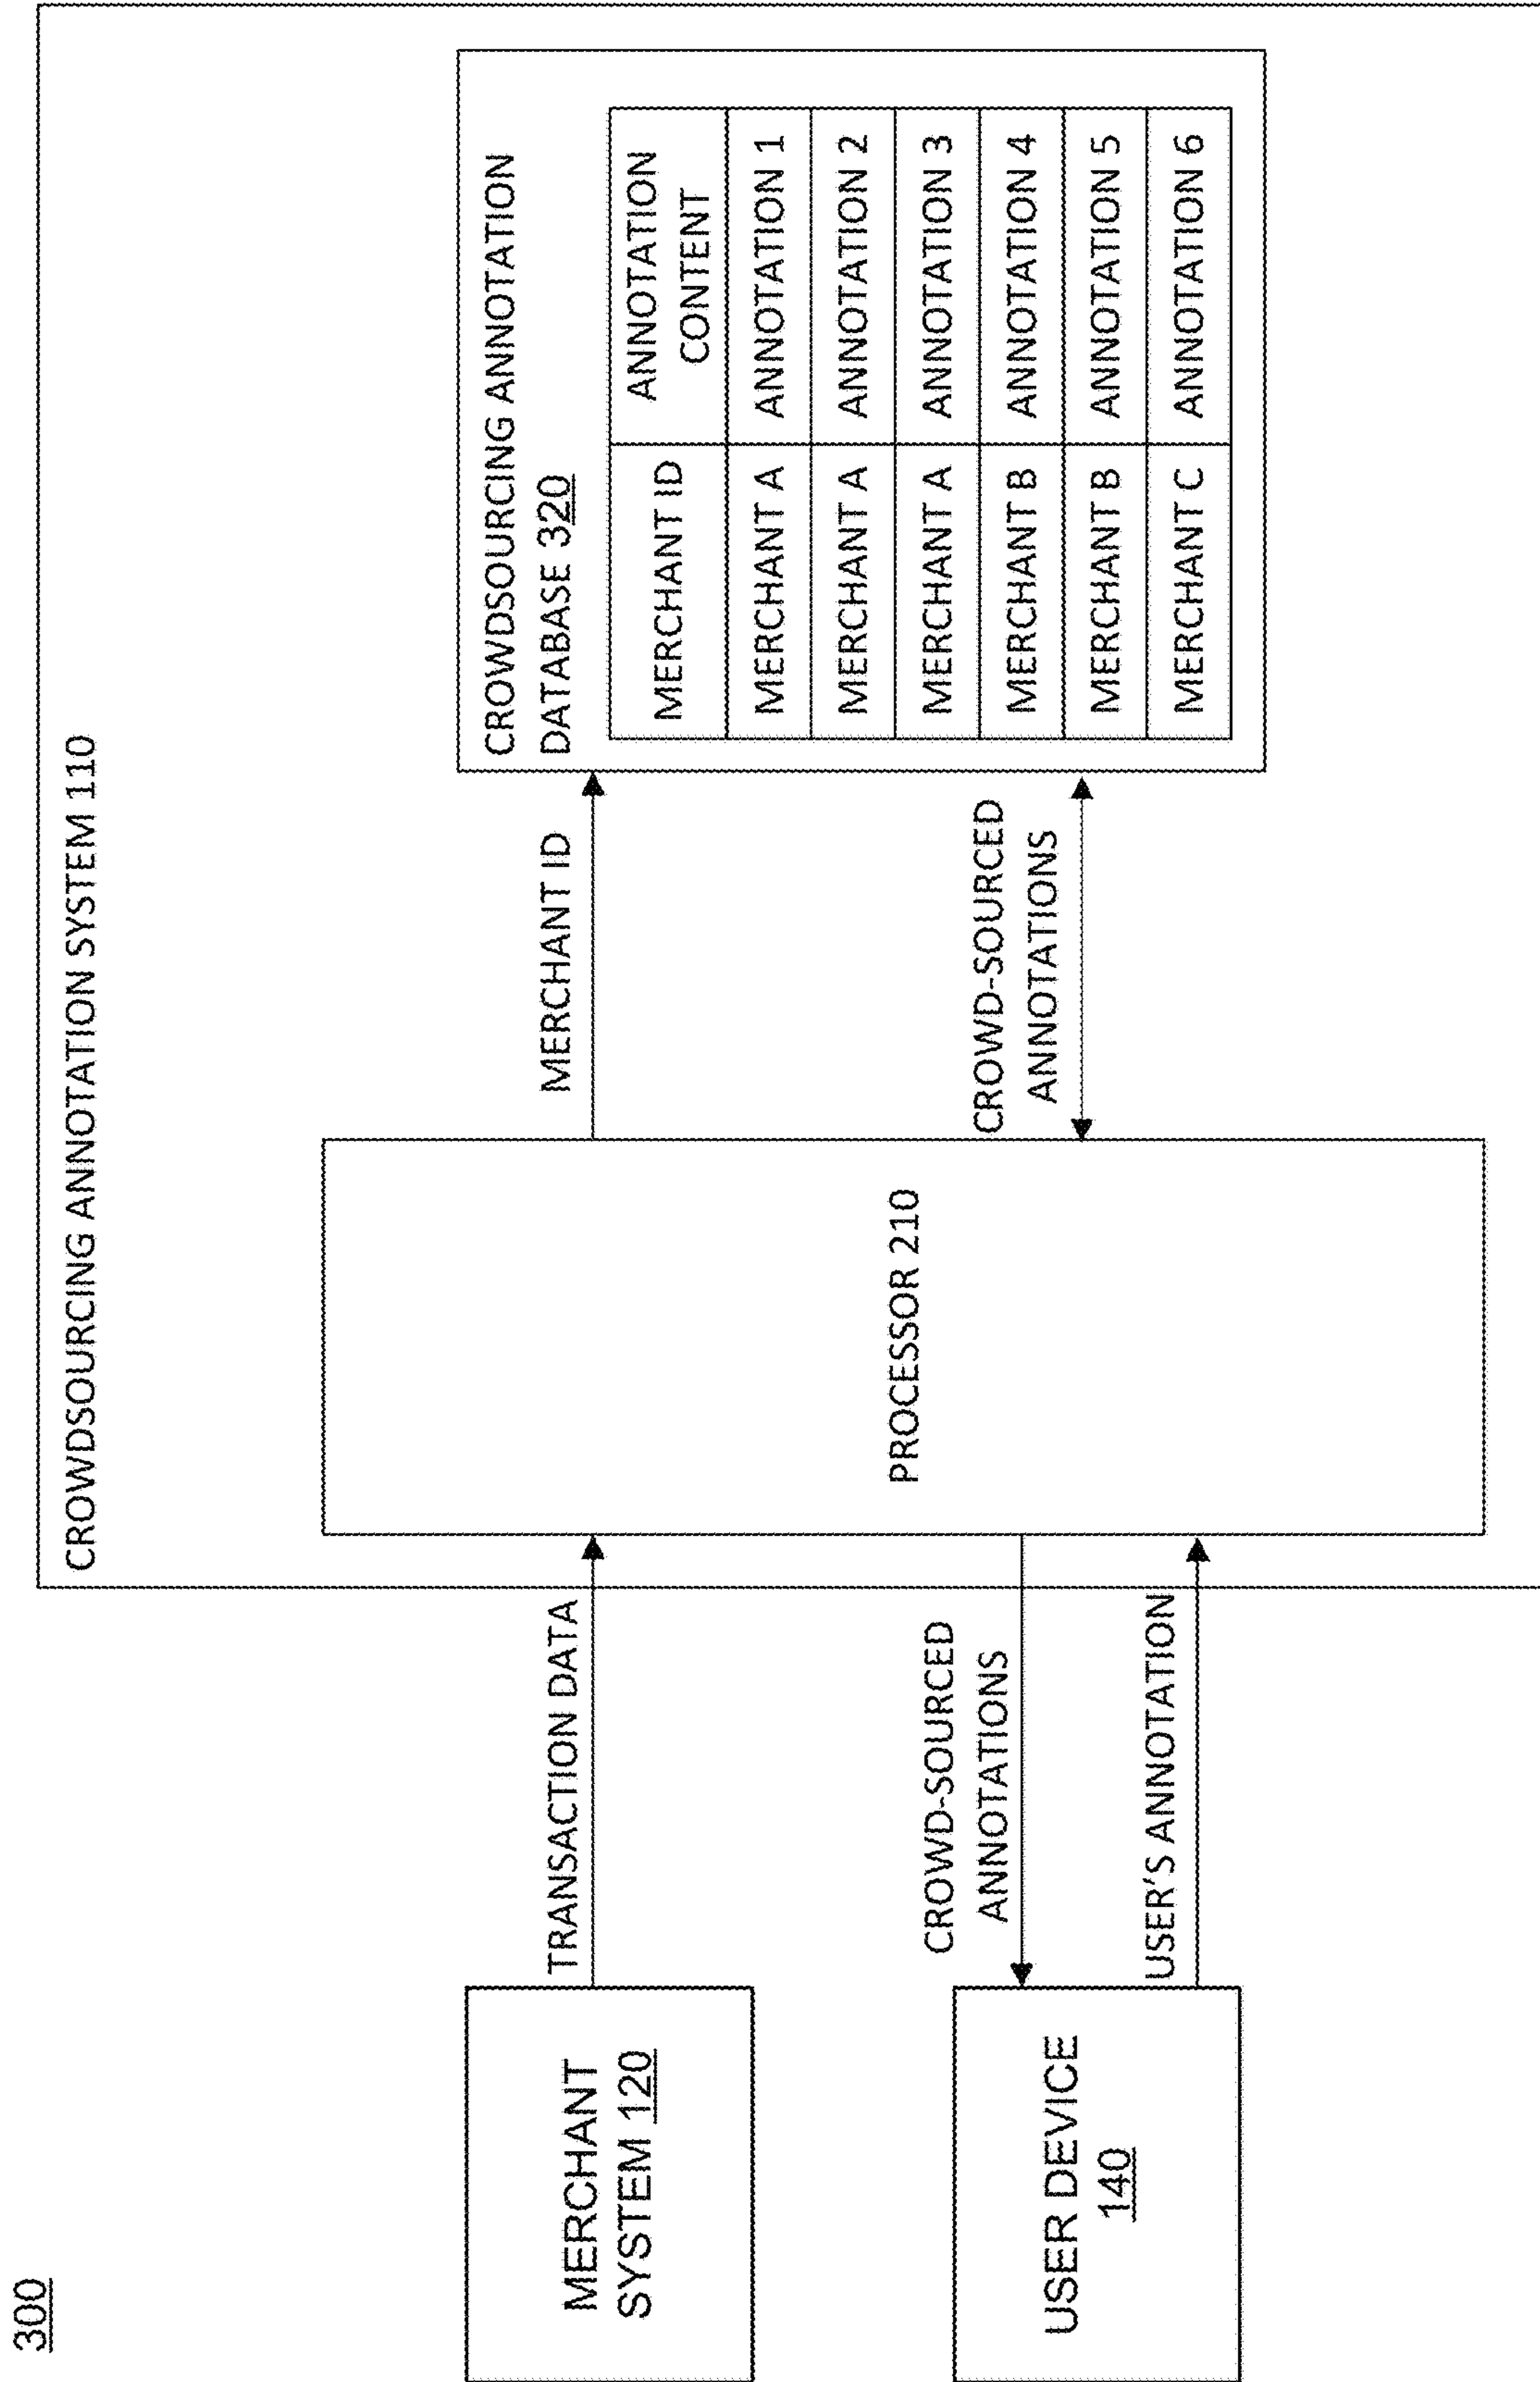 300
CROWDSOURCING ANNOTATION SYSTEM 110
MERCHANT
SYSTEM 120
TRANSACTION DATA
USER DEVICE
140
CROWD-SOURCED
ANNOTATIONS
USER'S ANNOTATION
PROCESSOR 210
MERCHANT ID
CROWD-SOURCED
ANNOTATIONS
CROWDSOURCING ANNOTATION
DATABASE 320
MERCHANT ID
ANNOTATION
CONTENT
MERCHANT A ANNOTATION 1
MERCHANT A ANNOTATION 2
MERCHANT A ANNOTATION 3
MERCHANT B ANNOTATION 4
MERCHANT B ANNOTATION 5
MERCHANT C ANNOTATION 6